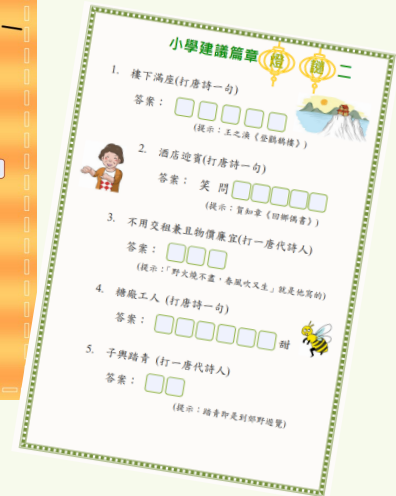 小學建議篇章 燈 二
1. 樓下滿座(打唐詩一句)
答案：
(提示：王之渙《登鸛鵲樓》)
2. 酒店迎賓(打唐詩一句)
答案： 笑 問
(提示：賀知章《回鄉偶書》)
3. 不用交租兼且物價廉宜(打一唐代詩人)
答案：
(提示：「野火燒不盡，春風吹又生」就是他寫的)
4. 糖廠工人 (打唐詩一句)
答案： 甜
5. 子輿踏青 (打一唐代詩人)
答案：
(提示：踏青即是到郊野遊覽)